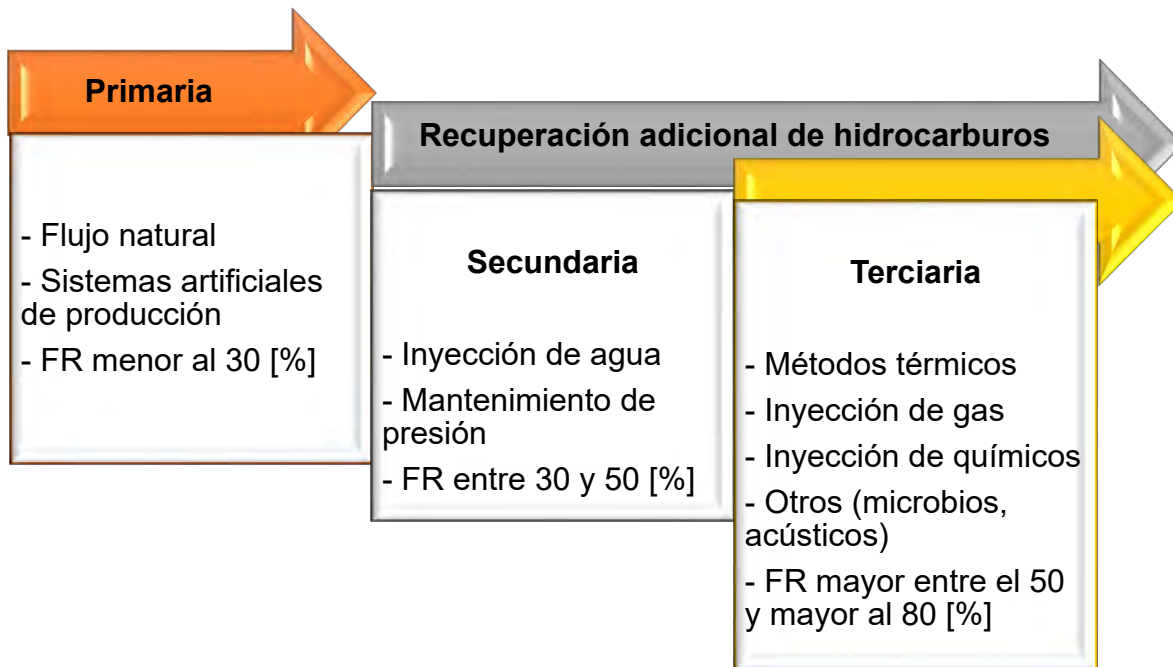 Primaria
- Flujo natural
- Sistemas artificiales
de producción
- FR menor al 30 [%]
Recuperación adicional de hidrocarburos
Secundaria
- Inyección de agua
- Mantenimiento de
presión
- FR entre 30 y 50 [%]
Terciaria
- Métodos térmicos
- Inyección de gas
- Inyección de químicos
- Otros (microbios,
acústicos)
- FR mayor entre el 50
y mayor al 80 [%]